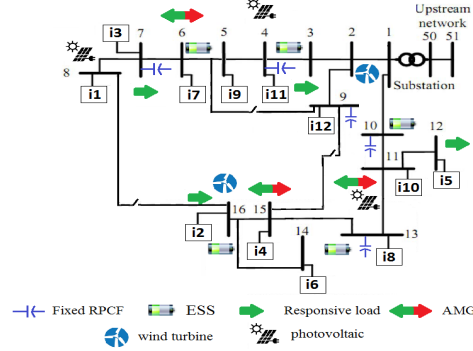 Upstream
network
i3
7
6
5
4
3
2
1
50 51
Substation
8
i1
i7
i9
i11
i12
9
10
12
11
i10
i5
16
15
i2
i4
14
i6
13
i8
Fixed RPCF
ESS
Responsive load
AMG
wind turbine
photovoltaic